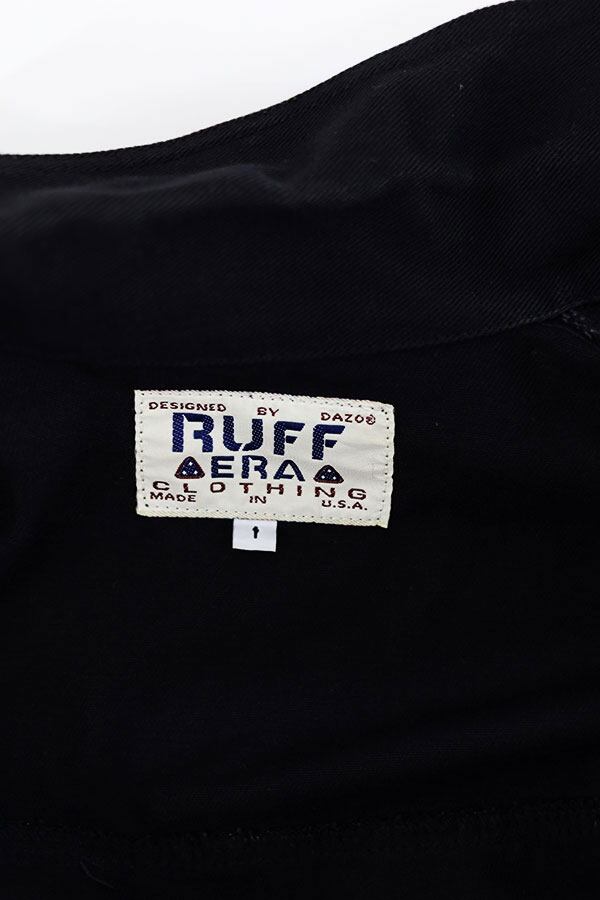 DESIGNED BY DAZO®
RUFF
ERA
CLOTHING
MADE IN U.S.A.
1